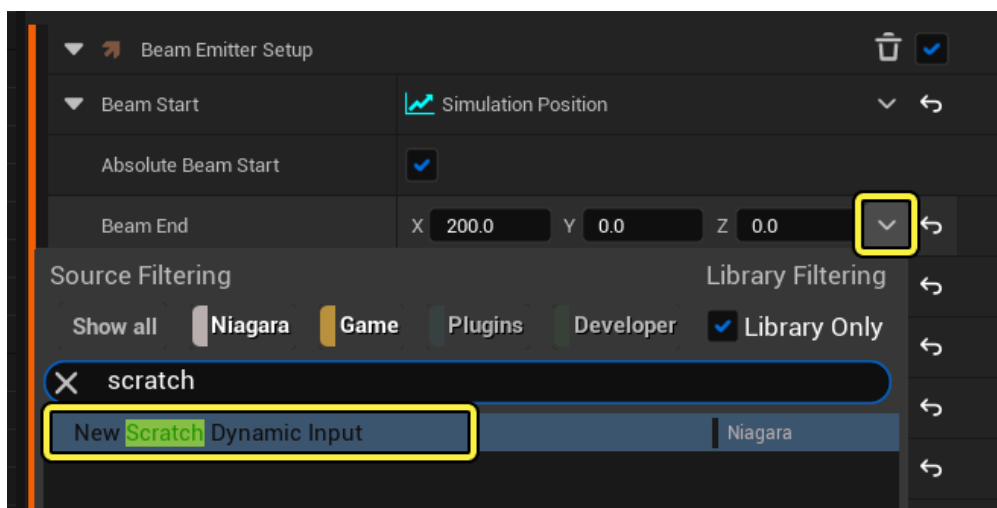 Beam Emitter Setup
Beam Start Simulation Position
Absolute Beam Start
Beam End X 200.0 Y 0.0 Z 0.0
Source Filtering Library Filtering
Show all Niagara Game Plugins Developer Library Only
scratch
New Scratch Dynamic Input Niagara